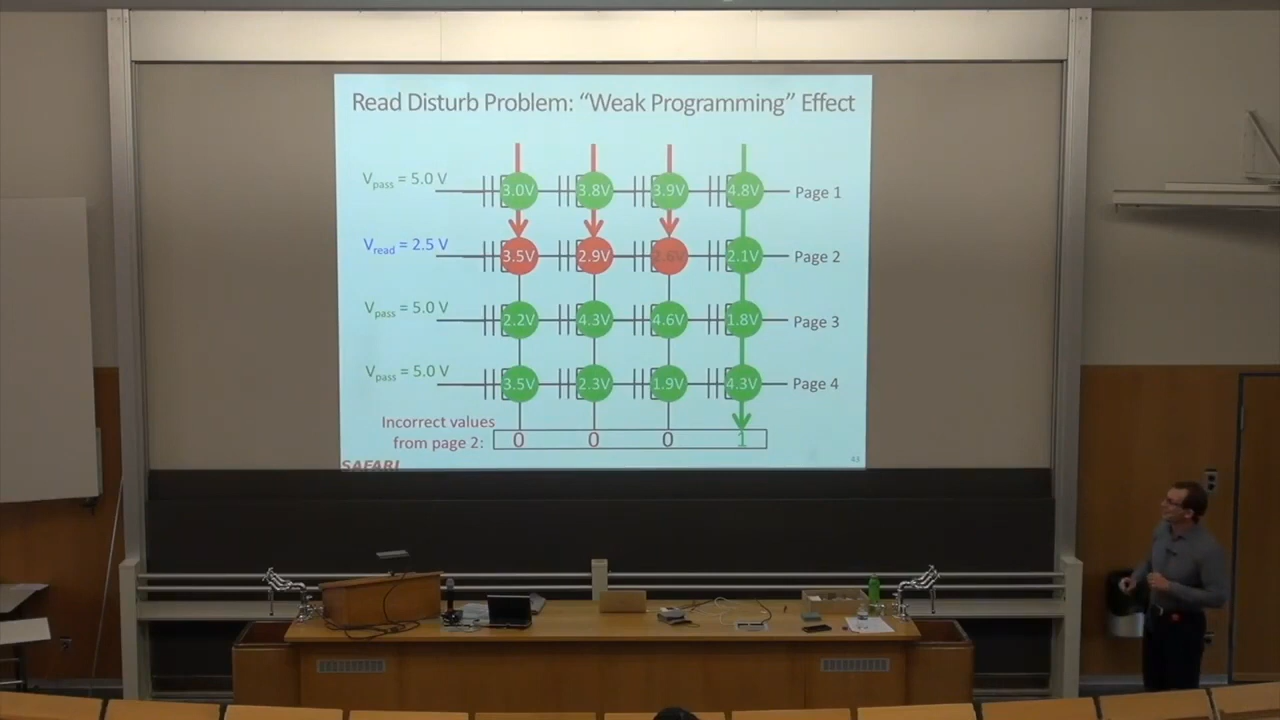 Read Disturb Problem: “Weak Programming” Effect
Vpass = 5.0 V 3.0V 3.8V 3.9V 4.8V Page 1
Vread = 2.5 V 3.5V 2.9V 2.6V 2.1V Page 2
Vpass = 5.0 V 2.2V 4.3V 4.6V 1.8V Page 3
Vpass = 5.0 V 3.5V 2.3V 1.9V 4.3V Page 4
Incorrect values
from page 2: 0 0 0 1
SAFARI 43